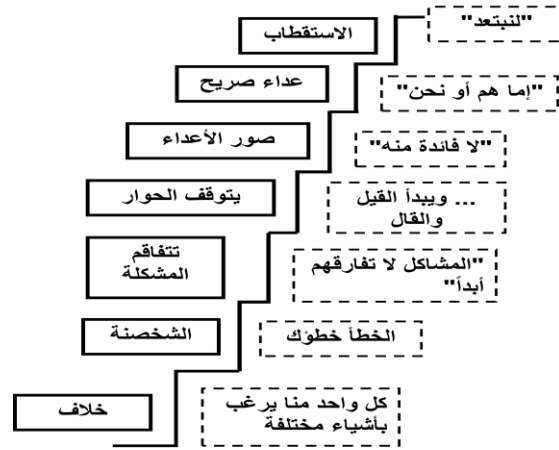 "لنبتعد"
الاستقطاب
"إما هم أو نحن"
عداء صريح
"لا فائدة منه"
صور الأعداء
... ويبدأ القيل
والقال
يتوقف الحوار
"المشاكل لا تفارقهم
أبداً"
تتفاقم
المشكلة
الخطأ خطؤك
الشخصنة
كل واحد منا يرغب
بأشياء مختلفة
خلاف